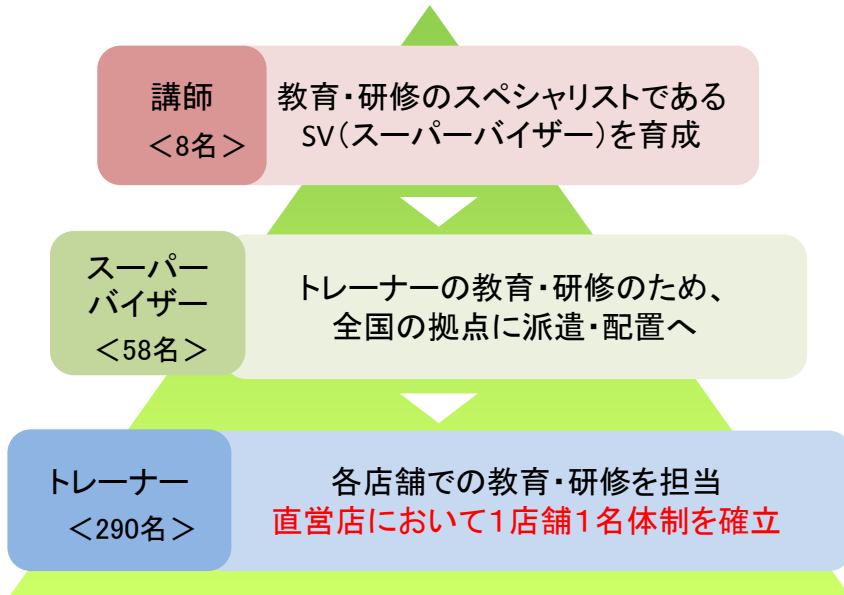 講師
＜8名＞
教育・研修のスペシャリストである
SV（スーパーバイザー）を育成
スーパー
バイザー
＜58名＞
トレーナーの教育・研修のため、
全国の拠点に派遣・配置へ
トレーナー
＜290名＞
各店舗での教育・研修を担当
直営店において１店舗１名体制を確立